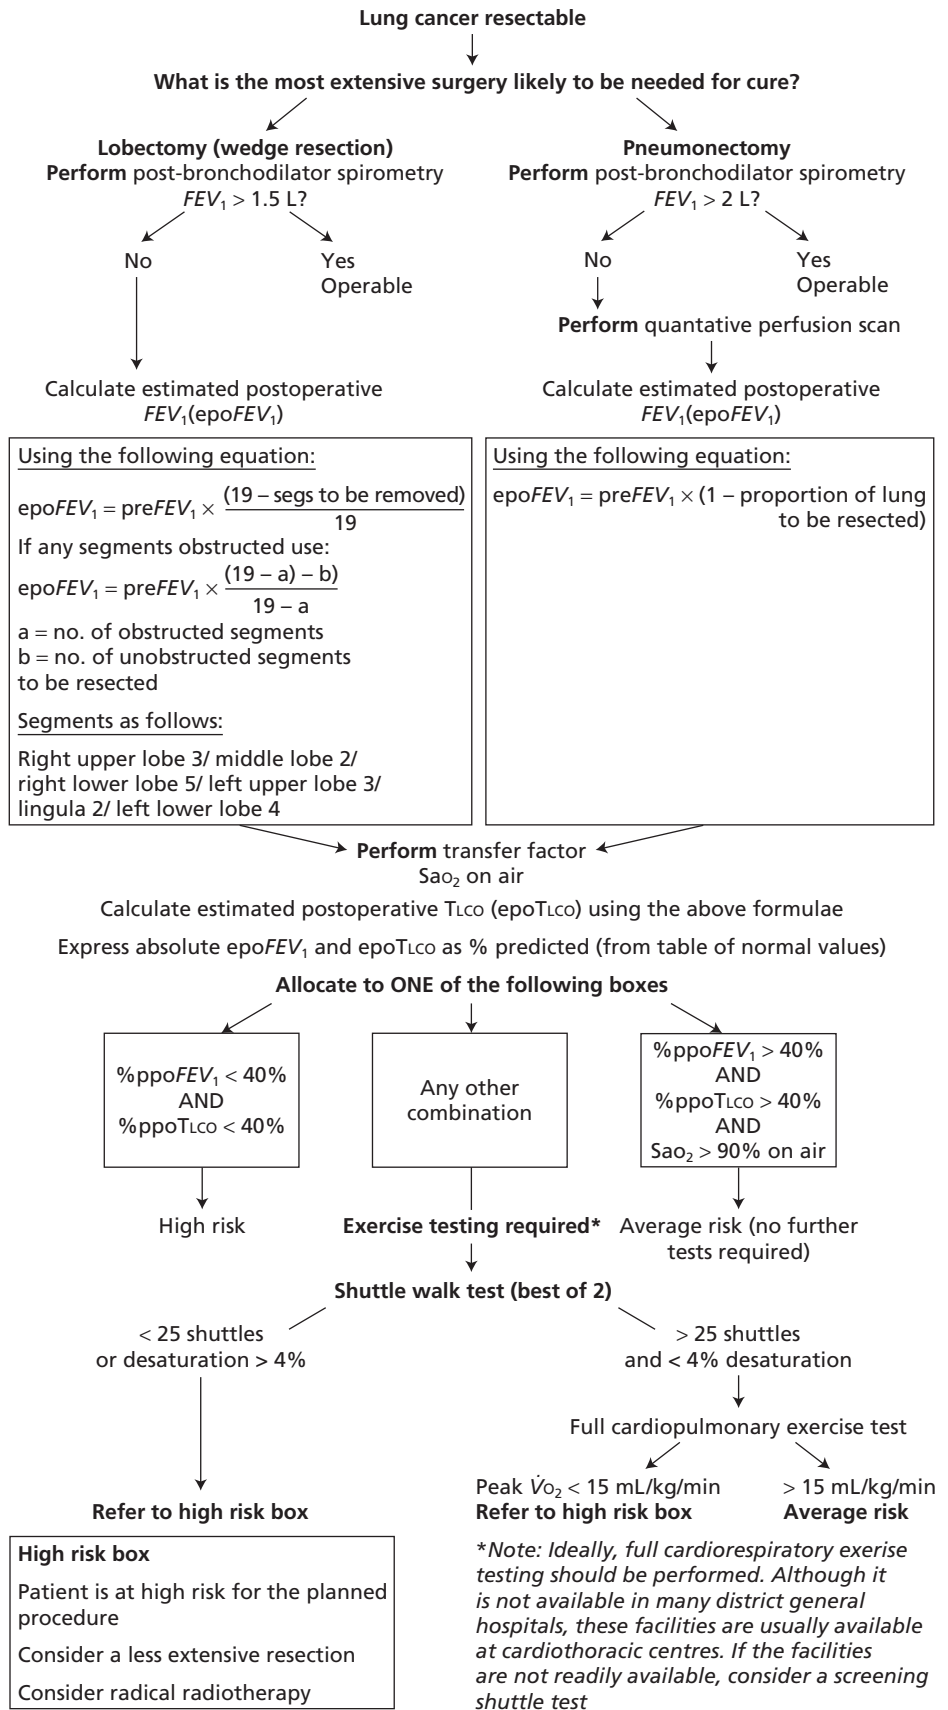 Lung cancer resectable
What is the most extensive surgery likely to be needed for cure?
Lobectomy (wedge resection)
Perform post-bronchodilator spirometry
FEV₁ > 1.5 L?
No
Yes
Operable
Pneumonectomy
Perform post-bronchodilator spirometry
FEV₁ > 2 L?
No
Yes
Operable
Perform quantative perfusion scan
Calculate estimated postoperative
FEV₁(epoFEV₁)
Calculate estimated postoperative
FEV₁(epoFEV₁)
Using the following equation:
epoFEV₁ = preFEV₁ × (19 – segs to be removed)
19
If any segments obstructed use:
epoFEV₁ = preFEV₁ × (19 – a) – b)
19 – a
a = no. of obstructed segments
b = no. of unobstructed segments
to be resected
Segments as follows:
Right upper lobe 3/ middle lobe 2/
right lower lobe 5/ left upper lobe 3/
lingula 2/ left lower lobe 4
Using the following equation:
epoFEV₁ = preFEV₁ × (1 – proportion of lung
to be resected)
Perform transfer factor
SaO₂ on air
Calculate estimated postoperative TLCO (epoTLCO) using the above formulae
Express absolute epoFEV₁ and epoTLCO as % predicted (from table of normal values)
Allocate to ONE of the following boxes
%ppoFEV₁ < 40%
AND
%ppoTLCO < 40%
Any other
combination
%ppoFEV₁ > 40%
AND
%ppoTLCO > 40%
AND
SaO₂ > 90% on air
High risk
Exercise testing required*
Average risk (no further
tests required)
Shuttle walk test (best of 2)
< 25 shuttles
or desaturation > 4%
> 25 shuttles
and < 4% desaturation
Full cardiopulmonary exercise test
Peak V̇O₂ < 15 mL/kg/min
Refer to high risk box
> 15 mL/kg/min
Average risk
Refer to high risk box
High risk box
Patient is at high risk for the planned
procedure
Consider a less extensive resection
Consider radical radiotherapy
*Note: Ideally, full cardiorespiratory exerise
testing should be performed. Although it
is not available in many district general
hospitals, these facilities are usually available
at cardiothoracic centres. If the facilities
are not readily available, consider a screening
shuttle test